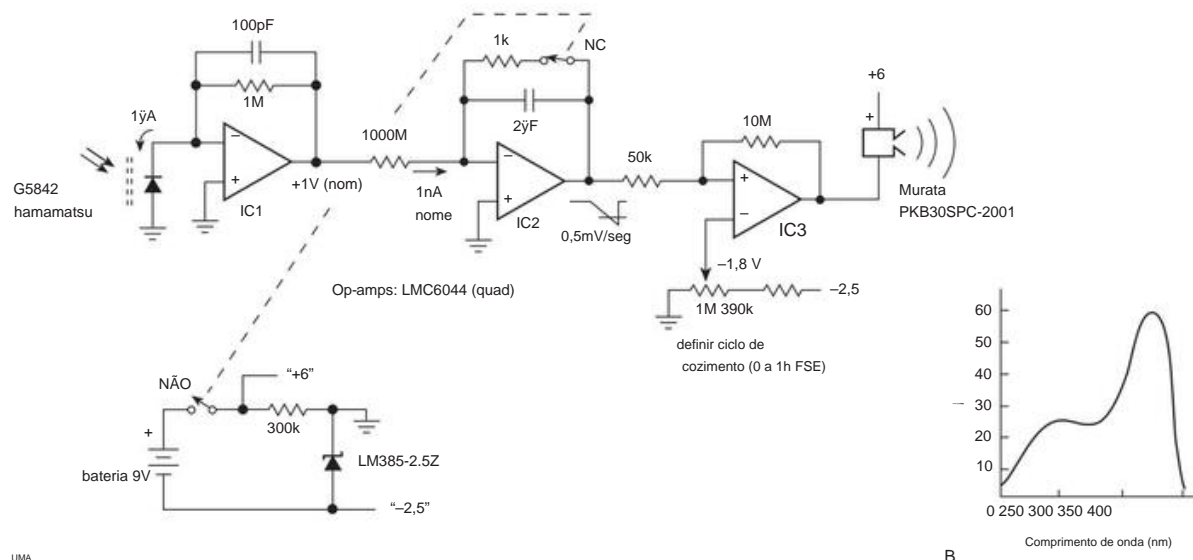 100pF
1M
1ÿA
G5842
hamamatsu
−
+
IC1
+1V (nom)
1000M
1nA
nome
1k
NC
2ÿF
−
+
IC2
0,5mV/seg
50k
10M
+
−
IC3
+6
+
Murata
PKB30SPC-2001
–1,8 V
1M 390k
–2,5
definir ciclo de
cozimento (0 a 1h FSE)
Op-amps: LMC6044 (quad)
NÃO
“+6”
300k
+
bateria 9V
LM385-2.5Z
“–2,5”
60
50
40
30
20
10
0 250 300 350 400
Comprimento de onda (nm)
UMA
B